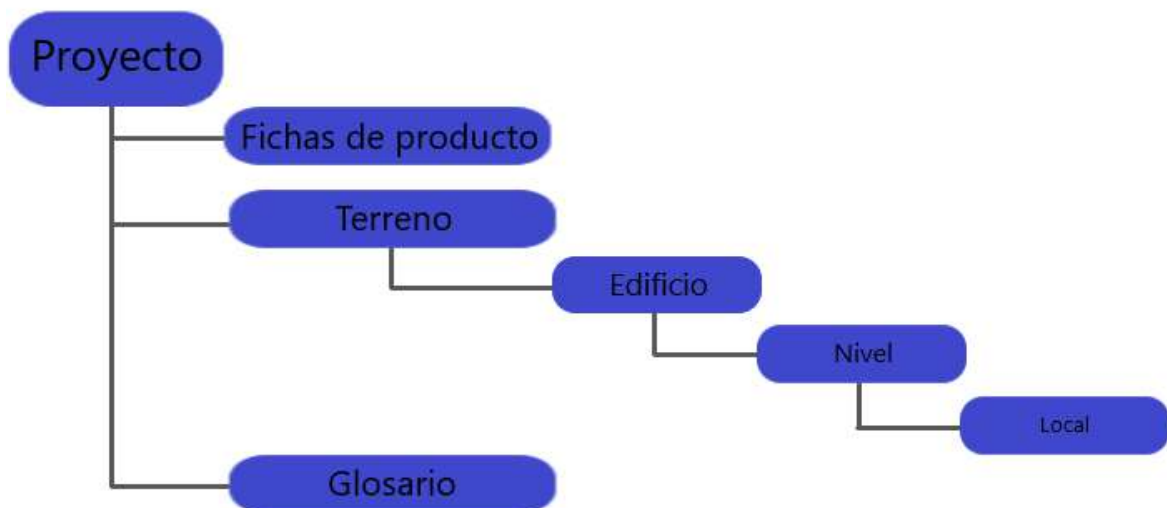 Proyecto
Fichas de producto
Terreno
Edificio
Nivel
Local
Glosario